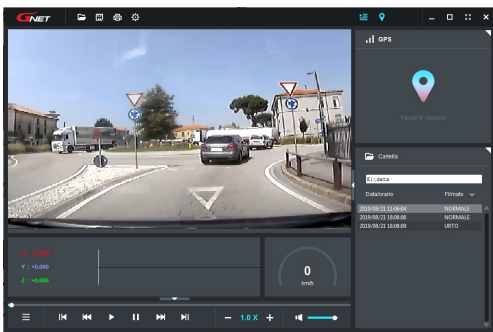 GNET
GPS
Vedere mappa
Cartella
E:\data
Data/orario Filmato
2019/08/21 11:06:04 NORMALE
2019/08/21 18:08:06 NORMALE
2019/08/21 18:08:09 URTO
Y : +0.000
Z : +0.000
0
km/h
1.0 X